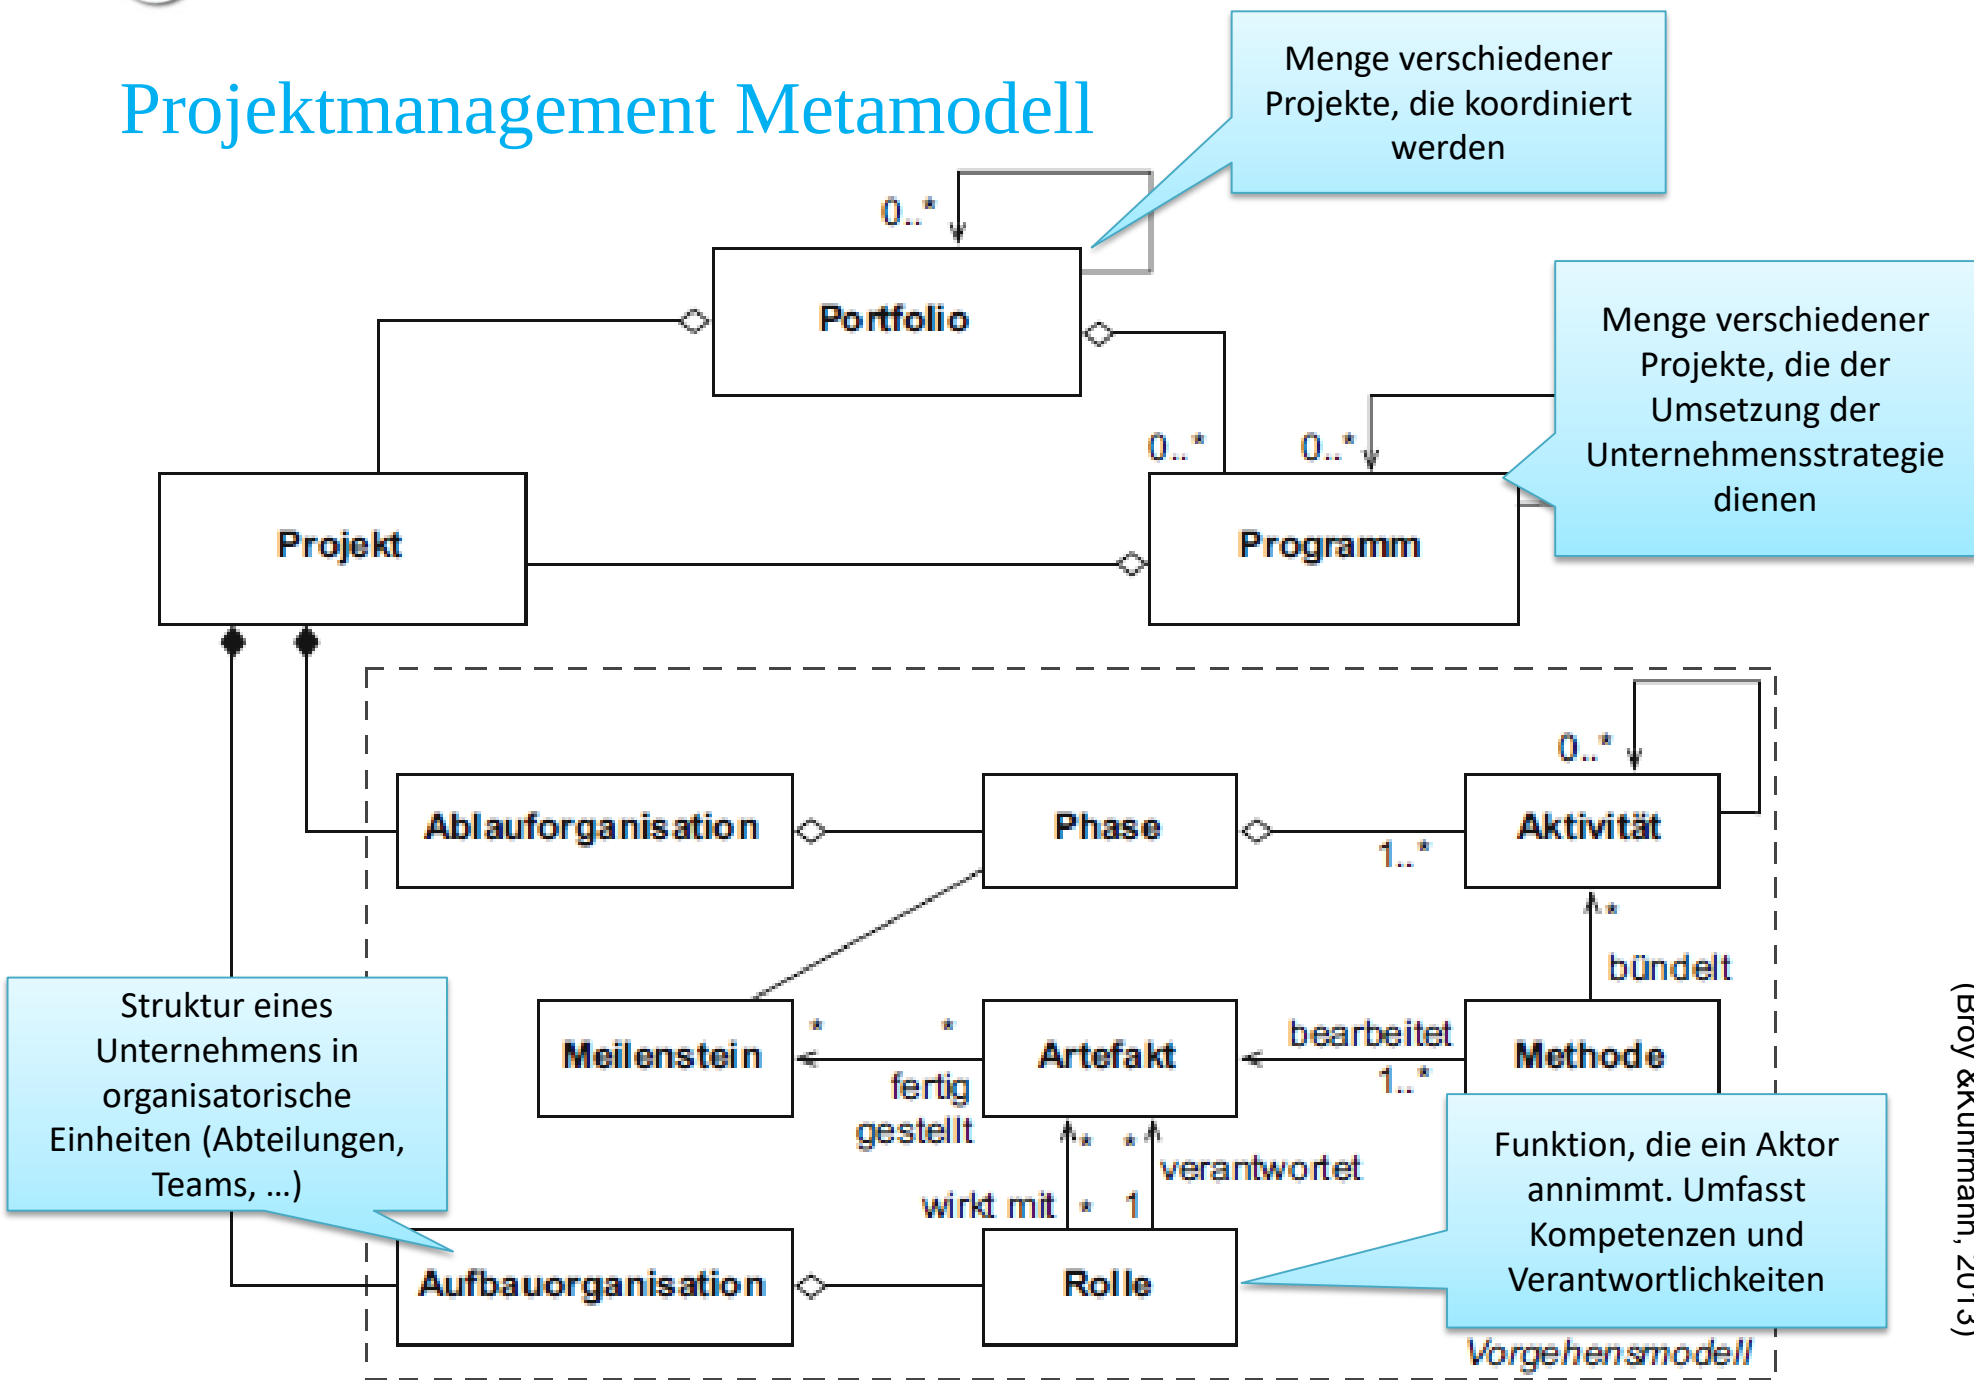 Projektmanagement Metamodell
Menge verschiedener
Projekte, die koordiniert
werden
0..*
Portfolio
Menge verschiedener
Projekte, die der
Umsetzung der
Unternehmensstrategie
dienen
0..*
0..*
Projekt
Programm
0..*
Ablauforganisation
Phase
1..*
Aktivität
*
bündelt
Struktur eines
Unternehmens in
organisatorische
Einheiten (Abteilungen,
Teams, ...)
Meilenstein
*
*
fertig
gestellt
Artefakt
bearbeitet
1..*
Methode
*
*
wirkt mit
*
1
verantwortet
Funktion, die ein Aktor
annimmt. Umfasst
Kompetenzen und
Verantwortlichkeiten
Aufbauorganisation
Rolle
Vorgehensmodell
(Broy &Kuhrmann, 2013)